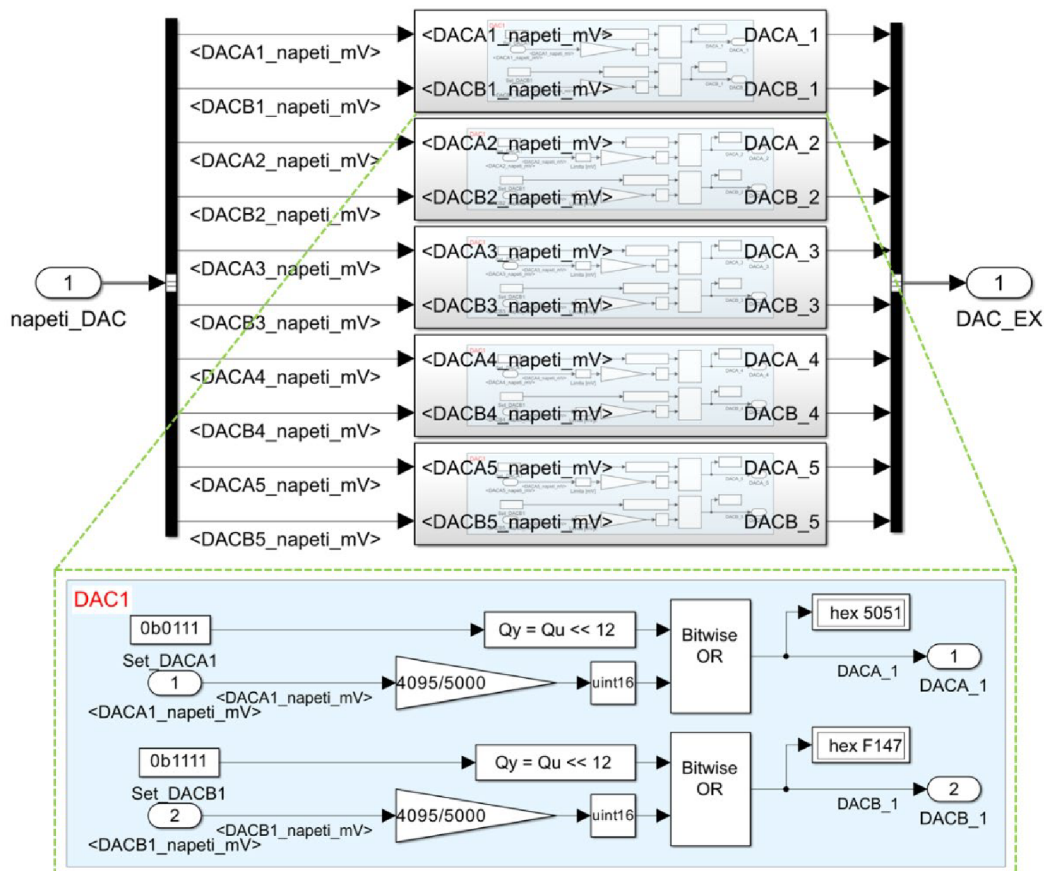 <DACA1_napeti_mV>
<DACB1_napeti_mV>
<DACA2_napeti_mV>
<DACB2_napeti_mV>
<DACA3_napeti_mV>
<DACB3_napeti_mV>
<DACA4_napeti_mV>
<DACB4_napeti_mV>
<DACA5_napeti_mV>
<DACB5_napeti_mV>
1
napeti_DAC
<DACA1_napeti_mV> DACA_1
<DACB1_napeti_mV> DACB_1
<DACA2_napeti_mV> DACA_2
<DACB2_napeti_mV> DACB_2
<DACA3_napeti_mV> DACA_3
<DACB3_napeti_mV> DACB_3
<DACA4_napeti_mV> DACA_4
<DACB4_napeti_mV> DACB_4
<DACA5_napeti_mV> DACA_5
<DACB5_napeti_mV> DACB_5
1
DAC_EX
DAC1
0b0111
Set_DACA1
Qy = Qu << 12
Bitwise
OR
hex 5051
1
<DACA1_napeti_mV>
<DACA1_napeti_mV>
4095/5000
uint16
DACA_1
1
DACA_1
0b1111
Set_DACB1
Qy = Qu << 12
Bitwise
OR
hex F147
2
<DACB1_napeti_mV>
<DACB1_napeti_mV>
4095/5000
uint16
DACB_1
2
DACB_1